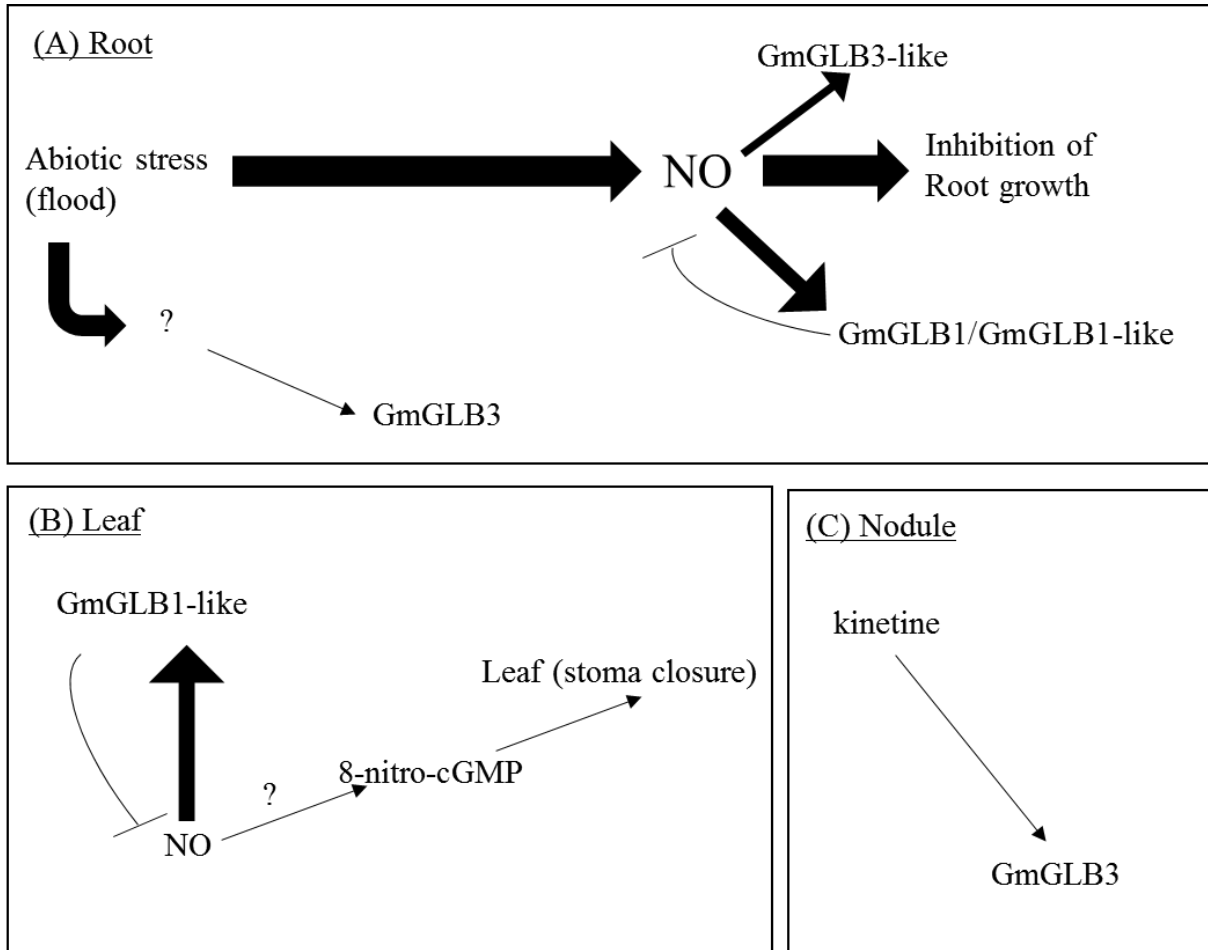 (A) Root
GmGLB3-like
Abiotic stress
(flood)
NO
Inhibition of
Root growth
?
GmGLB1/GmGLB1-like
GmGLB3
(B) Leaf
GmGLB1-like
Leaf (stoma closure)
8-nitro-cGMP
?
NO
(C) Nodule
kinetine
GmGLB3